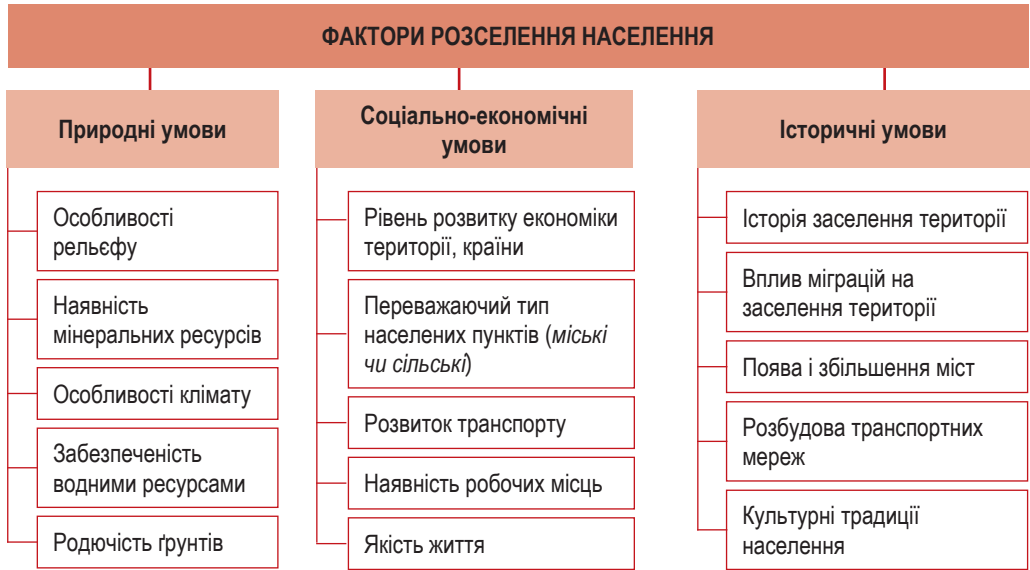 ФАКТОРИ РОЗСЕЛЕННЯ НАСЕЛЕННЯ
Природні умови
Особливості
рельєфу
Наявність
мінеральних ресурсів
Особливості клімату
Забезпеченість
водними ресурсами
Родючість ґрунтів
Соціально-економічні
умови
Рівень розвитку економіки
території, країни
Переважаючий тип
населених пунктів (міські
чи сільські)
Розвиток транспорту
Наявність робочих місць
Якість життя
Історичні умови
Історія заселення території
Вплив міграцій на
заселення території
Поява і збільшення міст
Розбудова транспортних
мереж
Культурні традиції
населення